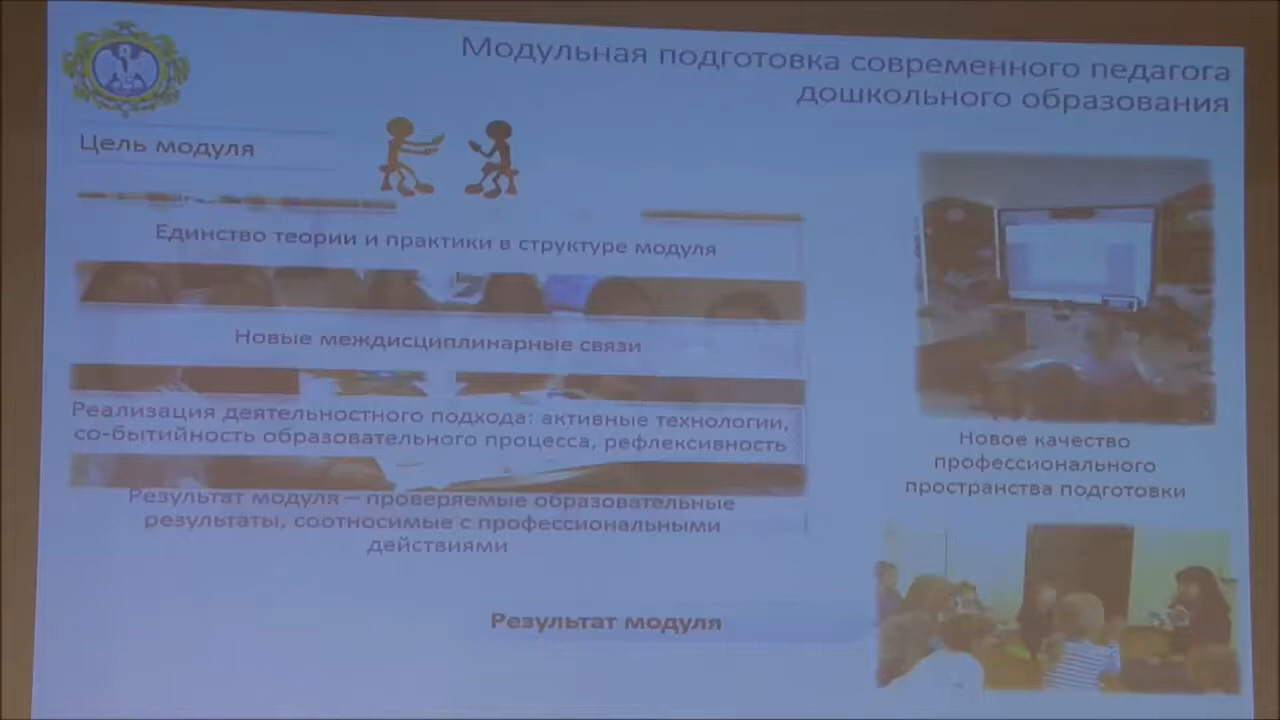 Модульная подготовка современного педагога
дошкольного образования
Цель модуля
Единство теории и практики в структуре модуля
Новые междисциплинарные связи
Реализация деятельностного подхода: активные технологии,
со-бытийность образовательного процесса, рефлексивность
Результат модуля – проверяемые образовательные
результаты, соотносимые с профессиональными
действиями
Результат модуля
Новое качество
профессионального
пространства подготовки